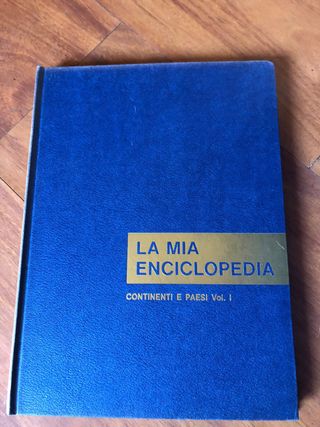 LA MIA
ENCICLOPEDIA
CONTINENTI E PAESI Vol. I